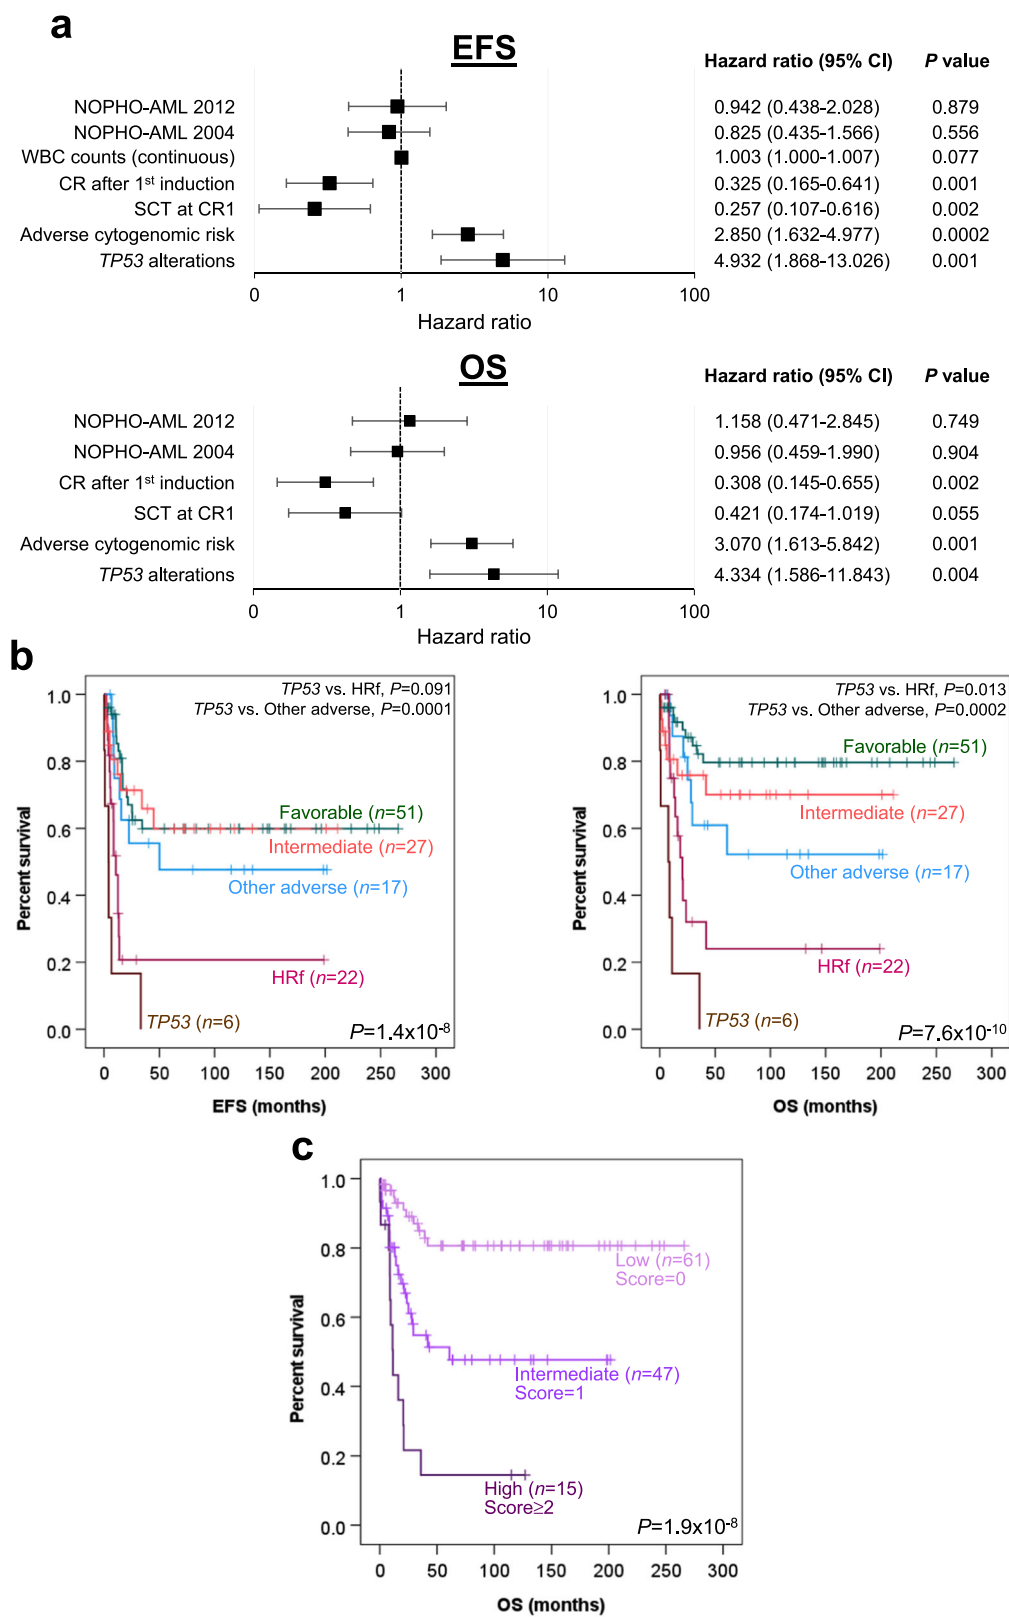 a
EFS
Hazard ratio (95% CI) P value
NOPHO-AML 2012 0.942 (0.438-2.028) 0.879
NOPHO-AML 2004 0.825 (0.435-1.566) 0.556
WBC counts (continuous) 1.003 (1.000-1.007) 0.077
CR after 1st induction 0.325 (0.165-0.641) 0.001
SCT at CR1 0.257 (0.107-0.616) 0.002
Adverse cytogenomic risk 2.850 (1.632-4.977) 0.0002
TP53 alterations 4.932 (1.868-13.026) 0.001
0 1 10 100
Hazard ratio
OS
Hazard ratio (95% CI) P value
NOPHO-AML 2012 1.158 (0.471-2.845) 0.749
NOPHO-AML 2004 0.956 (0.459-1.990) 0.904
CR after 1st induction 0.308 (0.145-0.655) 0.002
SCT at CR1 0.421 (0.174-1.019) 0.055
Adverse cytogenomic risk 3.070 (1.613-5.842) 0.001
TP53 alterations 4.334 (1.586-11.843) 0.004
0 1 10 100
Hazard ratio
b
TP53 vs. HRf, P=0.091
TP53 vs. Other adverse, P=0.0001
Percent survival
1.0
0.8
0.6
0.4
0.2
0.0
Favorable (n=51)
Intermediate (n=27)
Other adverse (n=17)
HRf (n=22)
TP53 (n=6)
P=1.4x10-8
0 50 100 150 200 250 300
EFS (months)
TP53 vs. HRf, P=0.013
TP53 vs. Other adverse, P=0.0002
Percent survival
1.0
0.8
0.6
0.4
0.2
0.0
Favorable (n=51)
Intermediate (n=27)
Other adverse (n=17)
HRf (n=22)
TP53 (n=6)
P=7.6x10-10
0 50 100 150 200 250 300
OS (months)
c
Percent survival
1.0
0.8
0.6
0.4
0.2
0.0
Low (n=61)
Score=0
Intermediate (n=47)
Score=1
High (n=15)
Score≥2
P=1.9x10-8
0 50 100 150 200 250 300
OS (months)